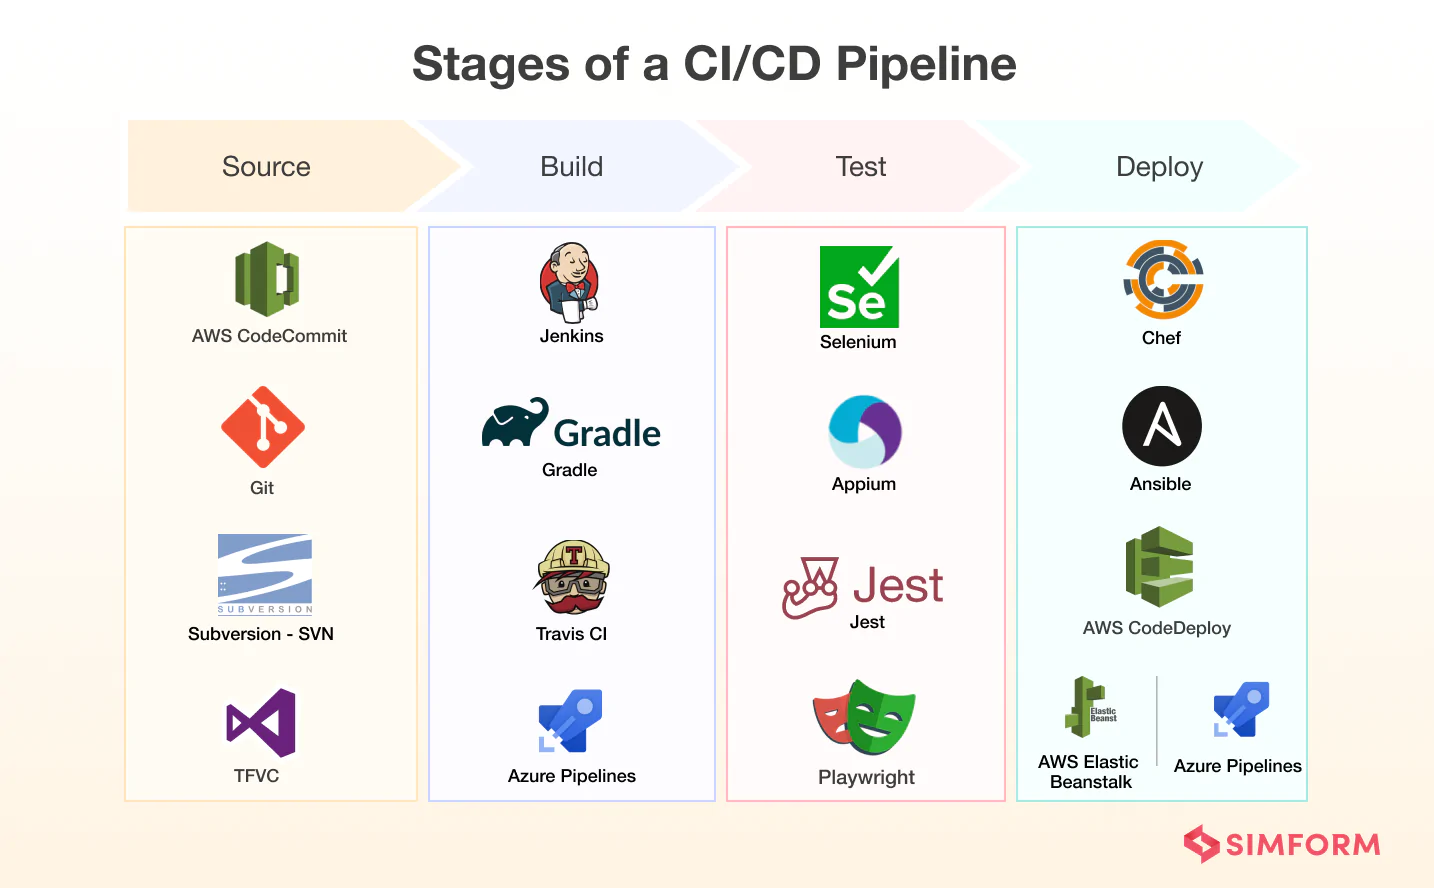 Stages of a CI/CD Pipeline
Source
Build
Test
Deploy
AWS CodeCommit
Git
SUBVERSION
Subversion - SVN
TFVC
Jenkins
Gradle
Gradle
T
Travis CI
Azure Pipelines
Se
Selenium
Appium
Jest
Jest
Playwright
Chef
Ansible
AWS CodeDeploy
Elastic
Beanst
AWS Elastic
Beanstalk
Azure Pipelines
SIMFORM